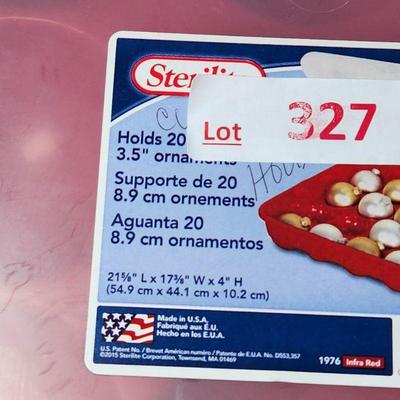 Sterilite
Lot 327
Holds 20
3.5" ornaments
Supporte de 20
8.9 cm ornements
Aguanta 20
8.9 cm ornamentos
21⅝" L x 17⅜" W x 4" H
(54.9 cm x 44.1 cm x 10.2 cm)
Made in U.S.A.
Fabriqué aux É.U.
Hecho en los E.U.A.
U.S. Patent No. / Brevet Américan numéro / Patente de E.U.A. No. D553,357
©2015 Sterilite Corporation, Townsend, MA 01469
1976 Infra Red